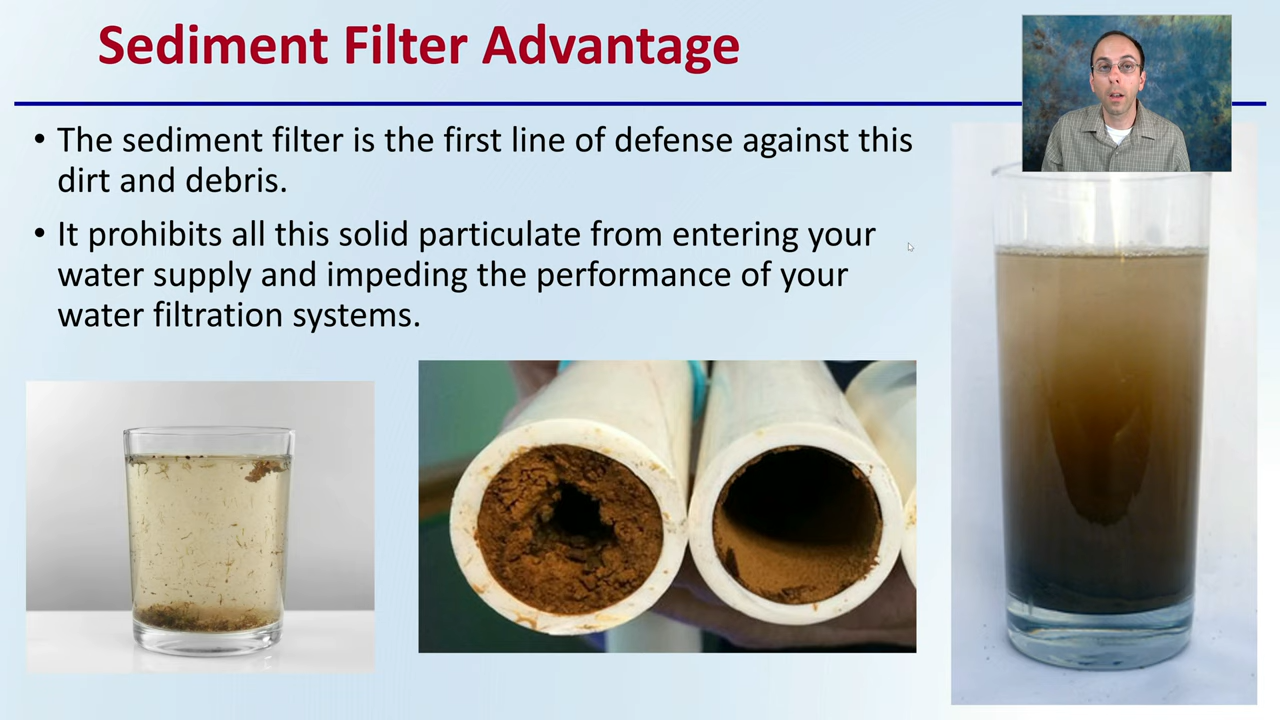 Sediment Filter Advantage
• The sediment filter is the first line of defense against this
dirt and debris.
• It prohibits all this solid particulate from entering your
water supply and impeding the performance of your
water filtration systems.